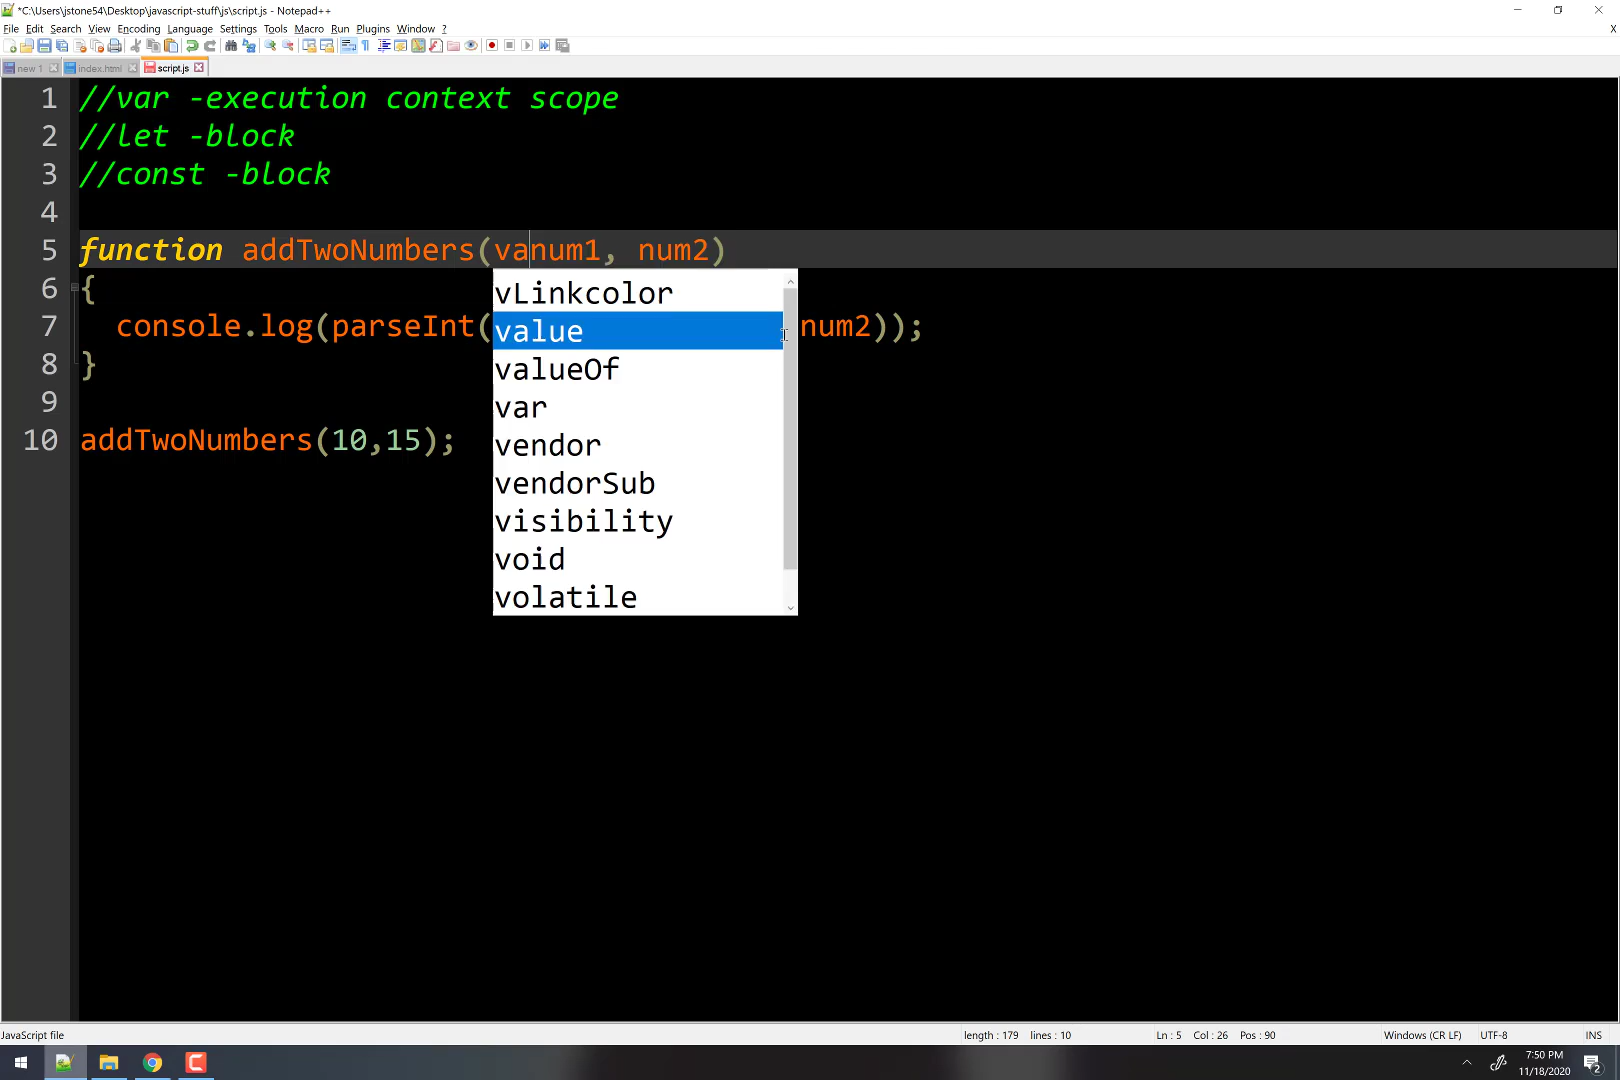 *C:\Users\jstone54\Desktop\javascript-stuff\js\script.js - Notepad++
File Edit Search View Encoding Language Settings Tools Macro Run Plugins Window ? X
new 1 index.html script.js
1 //var -execution context scope
2 //let -block
3 //const -block
4
5 function addTwoNumbers(vanum1, num2)
6 {
vLinkcolor
7 console.log(parseInt( num2));
value
8 }
valueOf
9
var
10 addTwoNumbers(10,15);
vendor
vendorSub
visibility
void
volatile
JavaScript file length : 179 lines : 10 Ln : 5 Col : 26 Pos : 90 Windows (CR LF) UTF-8 INS
7:50 PM
11/18/2020
2